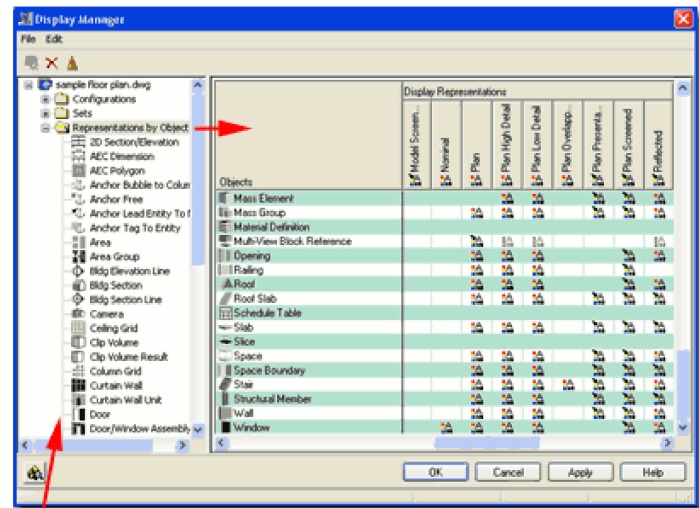 Display Manager
File Edit
sample floor plan.dwg
Configurations
Sets
Representations by Object
2D Section/Elevation
AEC Dimension
AEC Polygon
Anchor Bubble to Colun
Anchor Free
Anchor Lead Entity To N
Anchor Tag To Entity
Area
Area Group
Bldg Elevation Line
Bldg Section
Bldg Section Line
Camera
Ceiling Grid
Clip Volume
Clip Volume Result
Column Grid
Curtain Wall
Curtain Wall Unit
Door
Door/Window Assembly
Display Representations
Objects
Model Screen...
Nominal
Plan
Plan High Detail
Plan Low Detail
Plan Overlapp...
Plan Presenta...
Plan Screened
Reflected
Mass Element
Mass Group
Material Definition
Multi-View Block Reference
Opening
Railing
Roof
Roof Slab
Schedule Table
Slab
Slice
Space
Space Boundary
Stair
Structural Member
Wall
Window
OK Cancel Apply Help